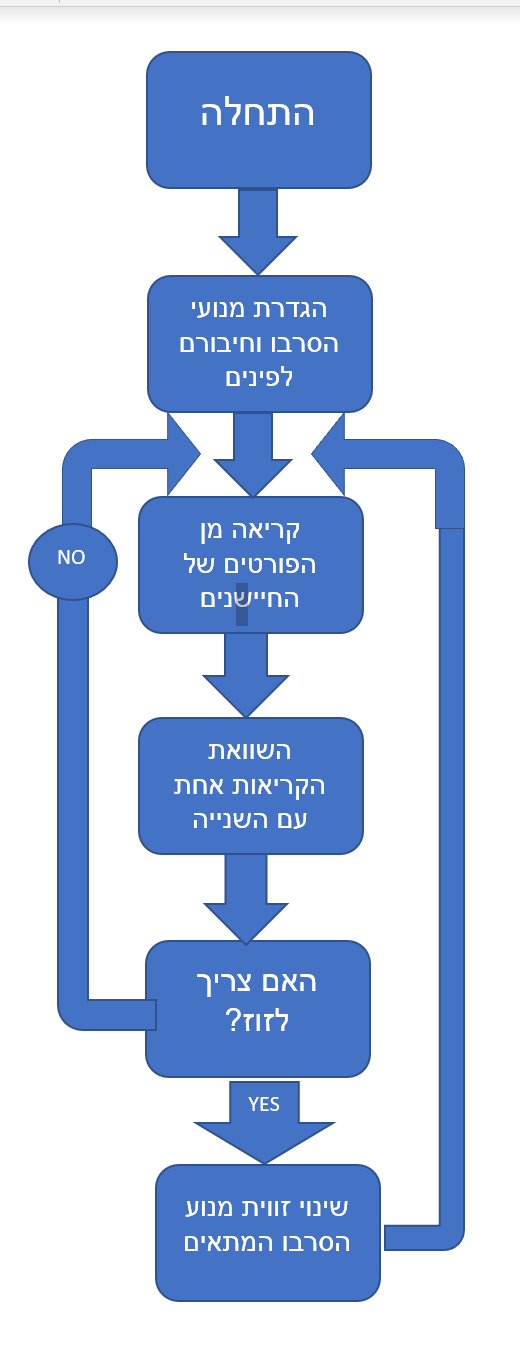 התחלה
הגדרת מנועי
הסרבו וחיבורם
לפינים
קריאה מן
הפורטים של
החיישנים
NO
השוואת
הקריאות אחת
עם השנייה
האם צריך
לזוז?
YES
שינוי זווית מנוע
הסרבו המתאים